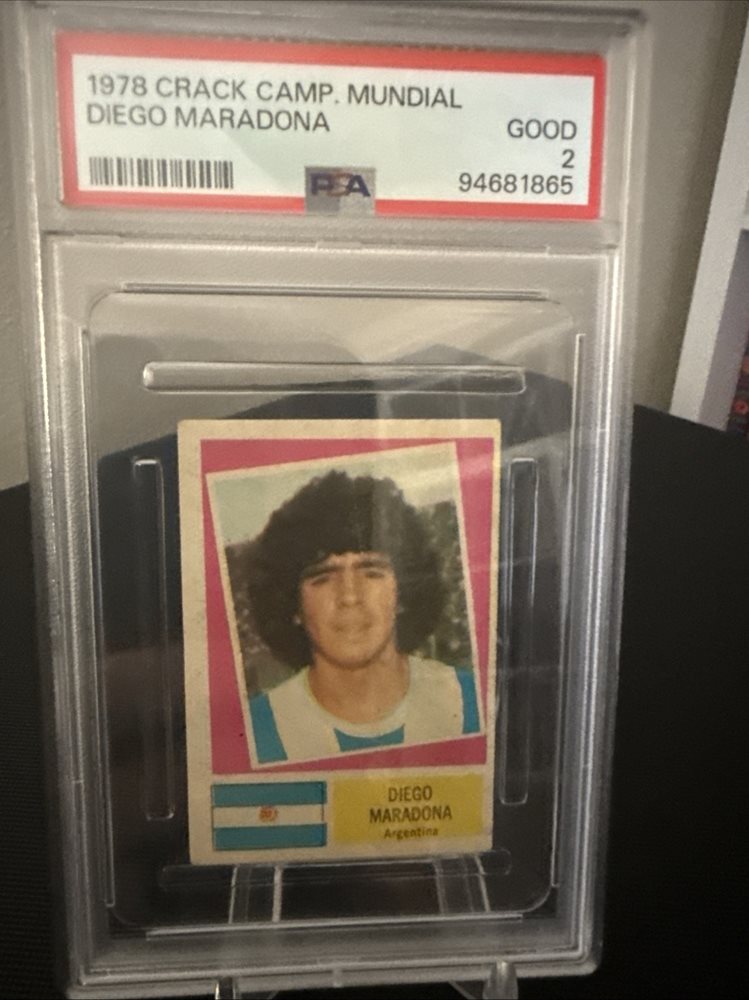 1978 CRACK CAMP. MUNDIAL
DIEGO MARADONA
GOOD
2
PSA
94681865
DIEGO
MARADONA
Argentina